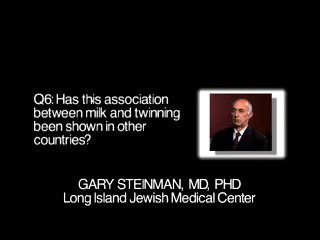 Q6: Has this association
between milk and twinning
been shown in other
countries?
GARY STEINMAN, MD, PHD
Long Island Jewish Medical Center